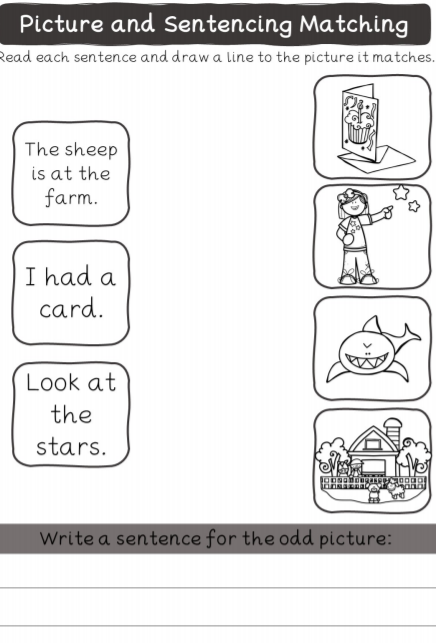 Picture and Sentencing Matching
Read each sentence and draw a line to the picture it matches.
The sheep
is at the
farm.
I had a
card.
Look at
the
stars.
Write a sentence for the odd picture: